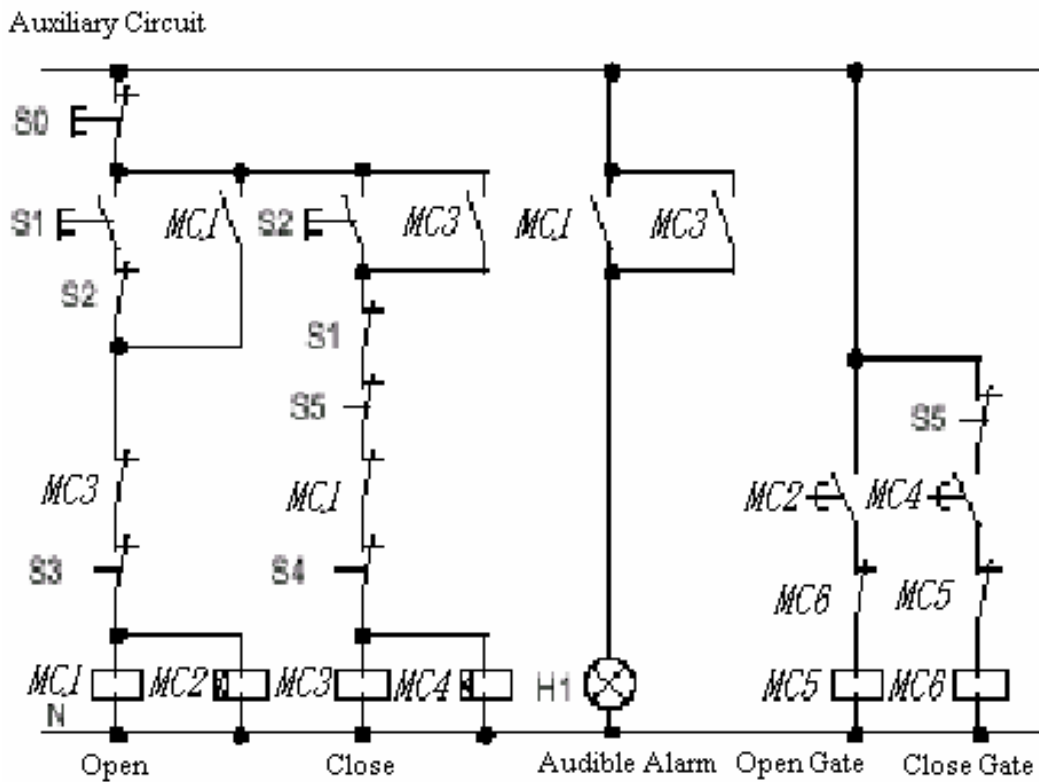 Auxiliary Circuit
S0
S1 MC1 S2 MC3 MC1 MC3
S2
S1
S5 S5
MC3 MC1 MC2 MC4
S3 S4 MC6 MC5
MC1 MC2 MC3 MC4 H1 MC5 MC6
N
Open Close Audible Alarm Open Gate Close Gate